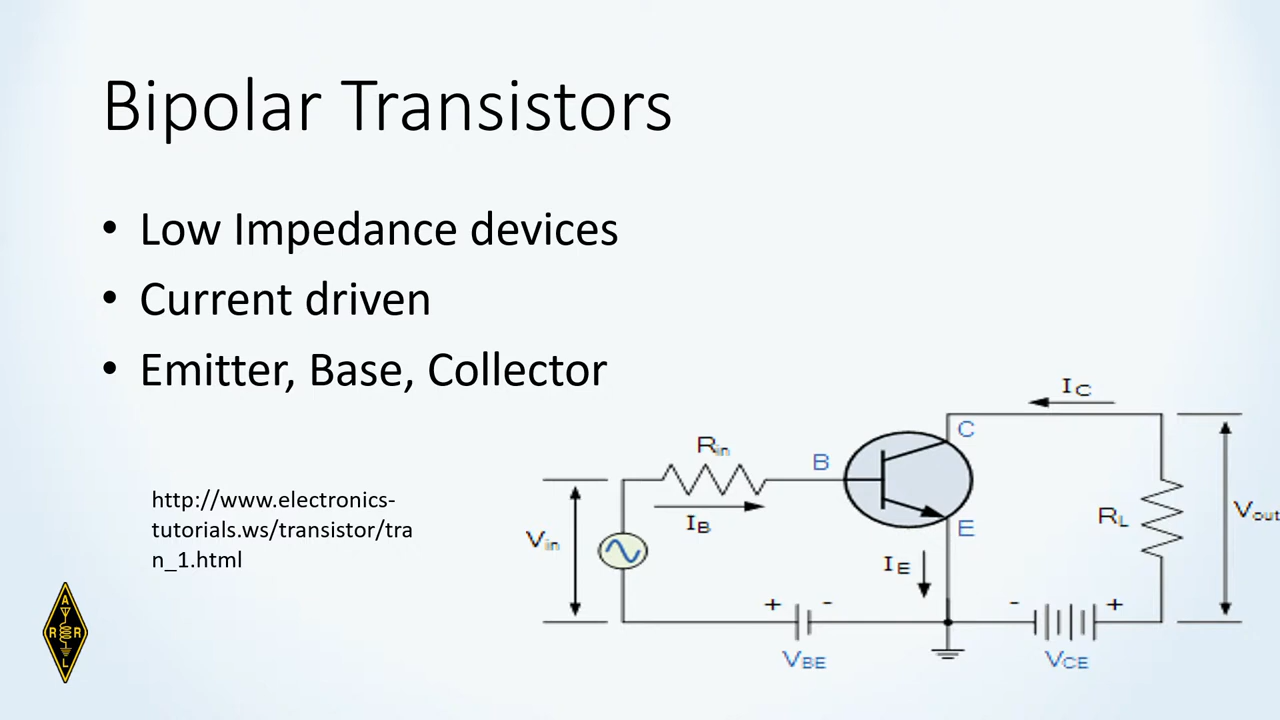 Bipolar Transistors
• Low Impedance devices
• Current driven
• Emitter, Base, Collector
http://www.electronics-
tutorials.ws/transistor/tra
n_1.html
A
R R
L
IC
C
Rin
B
IB
Vin
E
IE
RL
Vout
+ -
VBE
- +
VCE